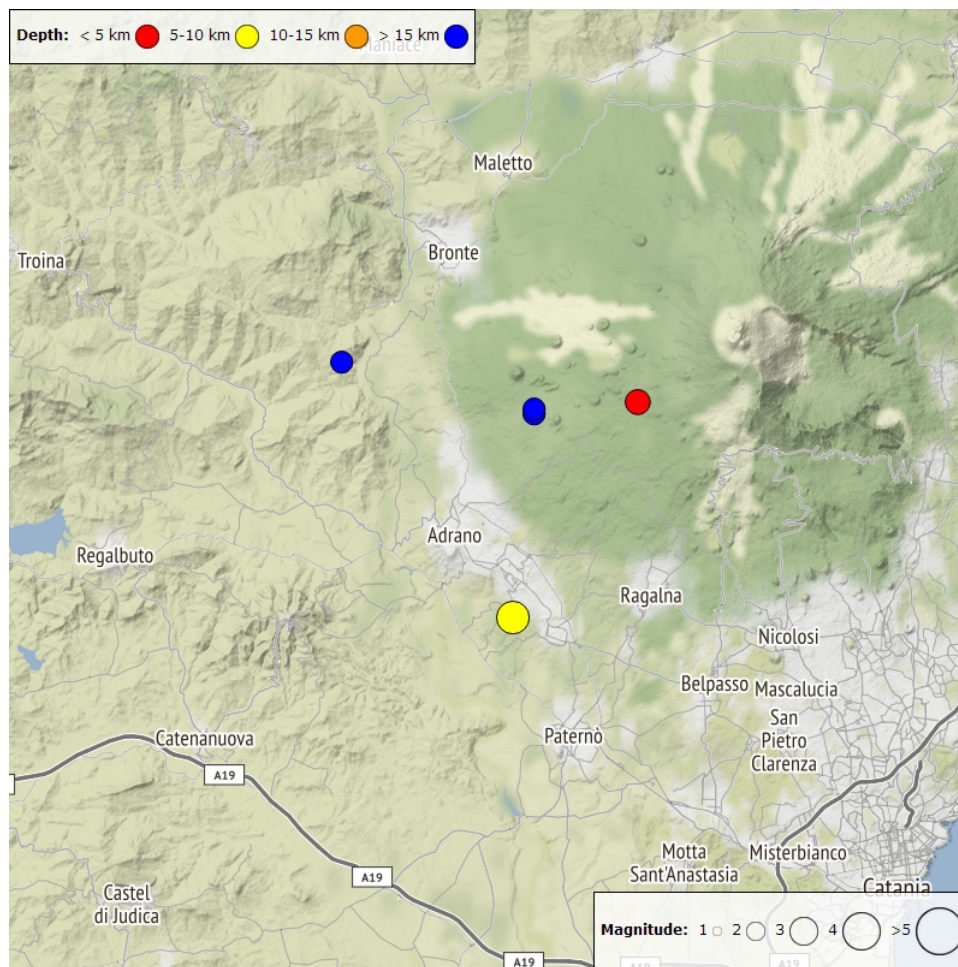 Depth: < 5 km 5-10 km 10-15 km > 15 km
Maniace
Maletto
Bronte
Troina
Adrano
Regalbuto
Ragalna
Nicolosi
Belpasso
Mascalucia
San
Pietro
Clarenza
Paternò
Catenanuova
A19
Misterbianco
Motta
Sant'Anastasia
A19
Castel
di Judica
Catania
Magnitude: 1 2 3 4 >5
A19
A19